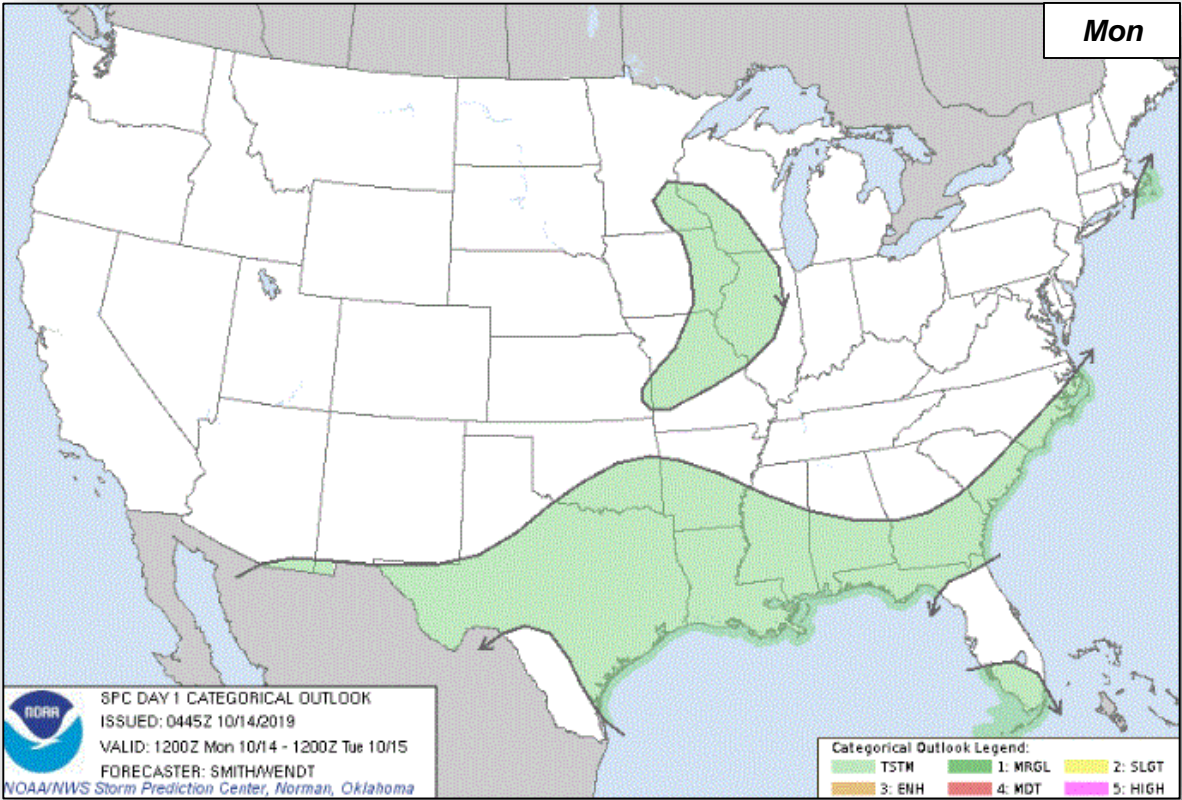 Mon
NOAA
SPC DAY 1 CATEGORICAL OUTLOOK
ISSUED: 0445Z 10/14/2019
VALID: 1200Z Mon 10/14 - 1200Z Tue 10/15
FORECASTER: SMITH/WENDT
NOAA/NWS Storm Prediction Center, Norman, Oklahoma
Categorical Outlook Legend:
TSTM 1: MRGL 2: SLGT
3: ENH 4: MDT 5: HIGH